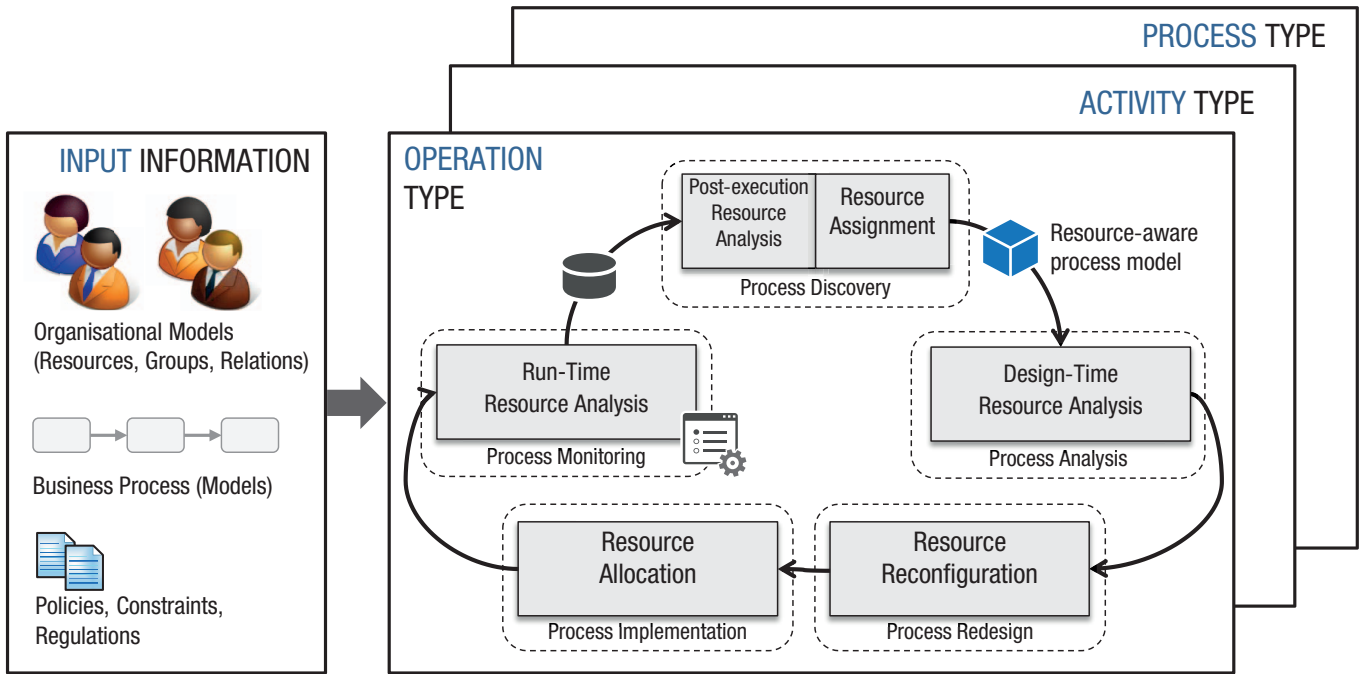 PROCESS TYPE
ACTIVITY TYPE
INPUT INFORMATION
Organisational Models
(Resources, Groups, Relations)
Business Process (Models)
Policies, Constraints,
Regulations
OPERATION
TYPE
Post-execution
Resource
Analysis
Resource
Assignment
Process Discovery
Resource-aware
process model
Run-Time
Resource Analysis
Process Monitoring
Design-Time
Resource Analysis
Process Analysis
Resource
Allocation
Process Implementation
Resource
Reconfiguration
Process Redesign